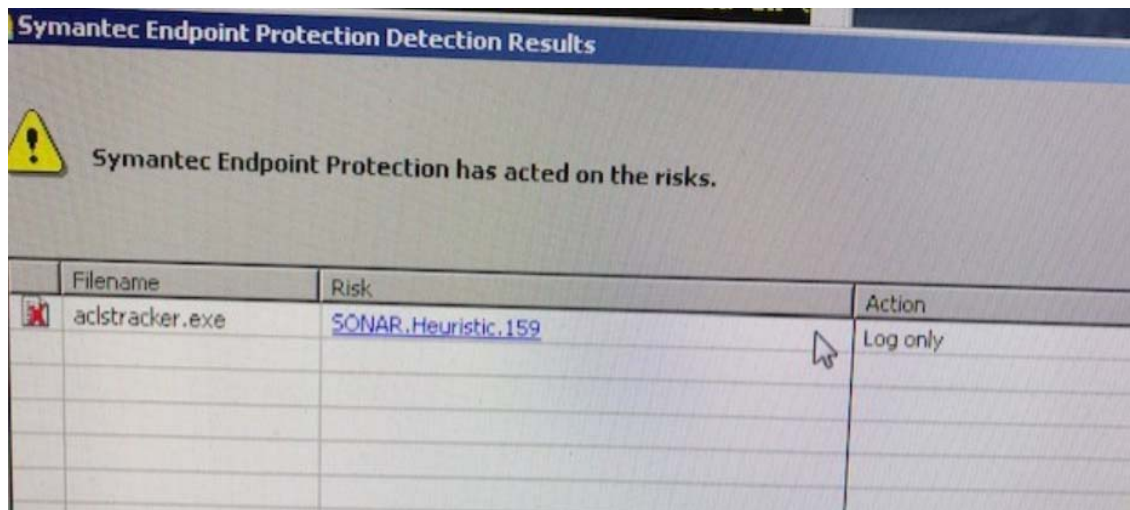 Symantec Endpoint Protection Detection Results
Symantec Endpoint Protection has acted on the risks.
Filename Risk Action
aclstracker.exe SONAR.Heuristic.159 Log only